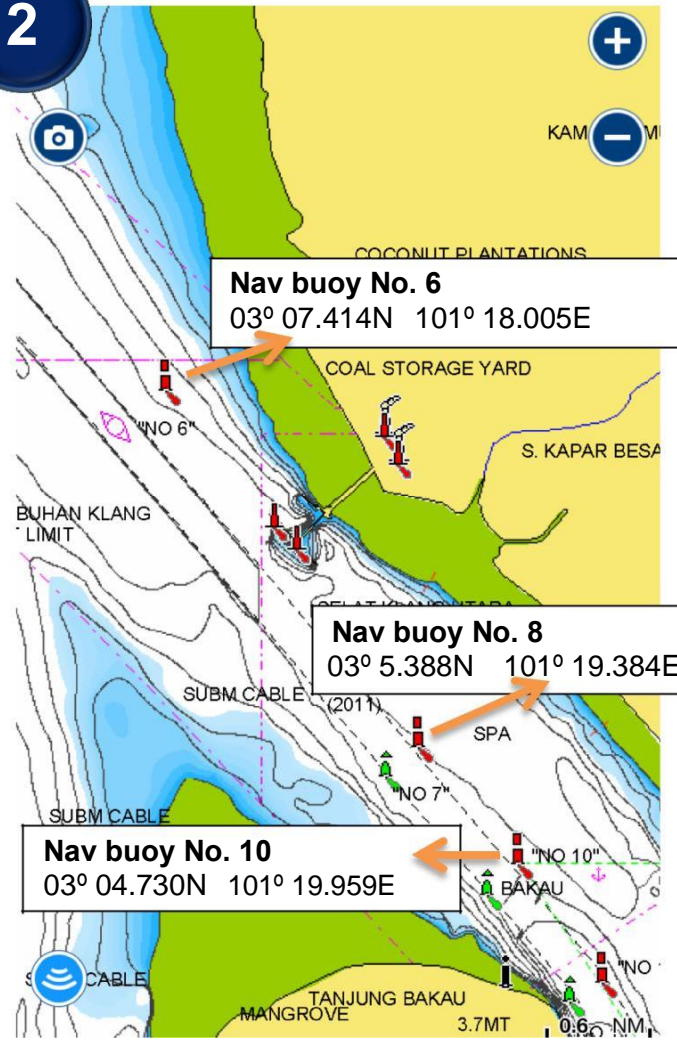 2
KAM
COCONUT PLANTATIONS
Nav buoy No. 6
03º 07.414N 101º 18.005E
COAL STORAGE YARD
"NO 6"
S. KAPAR BESA
BUHAN KLANG
LIMIT
Nav buoy No. 8
03º 5.388N 101º 19.384E
SUBM CABLE
(2011)
SPA
"NO 7"
SUBM CABLE
Nav buoy No. 10
03º 04.730N 101º 19.959E
"NO 10"
BAKAU
CABLE
"NO
TANJUNG BAKAU
MANGROVE
3.7MT
0.6 NM